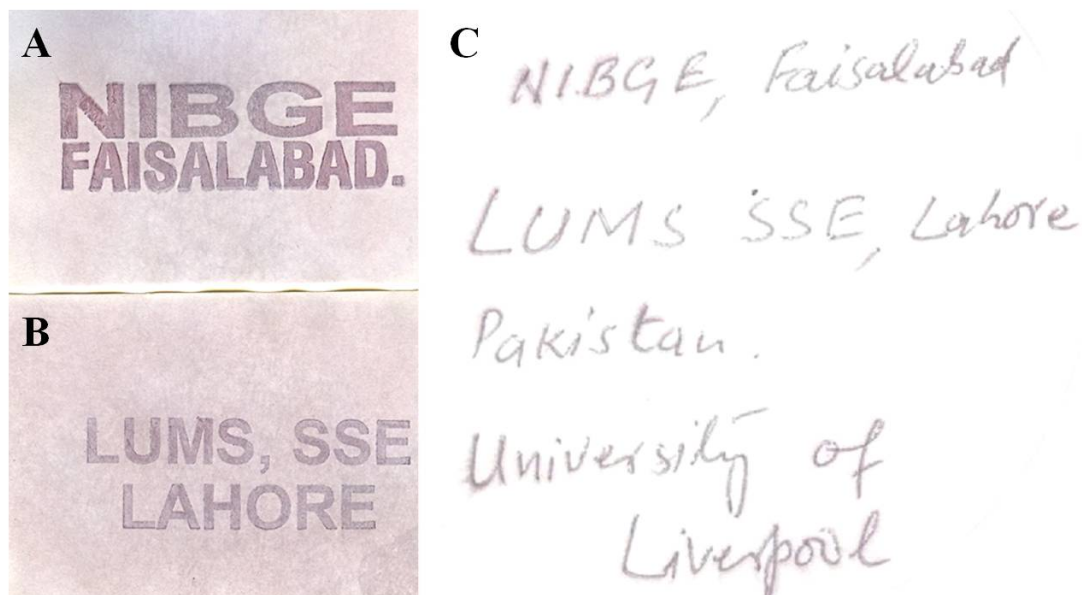 A
NIBGE
FAISALABAD.
B
LUMS, SSE
LAHORE
C
NIBGE, Faisalabad
LUMS SSE, Lahore
Pakistan.
University of
Liverpool